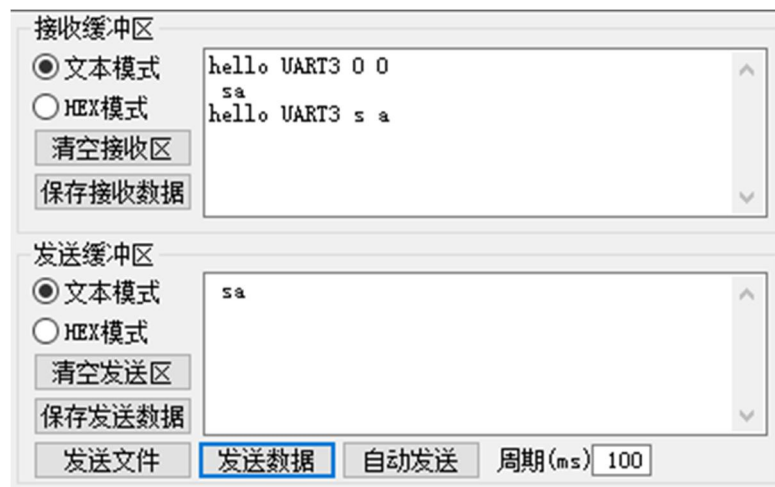 接收缓冲区
文本模式
HEX模式
清空接收区
保存接收数据
hello UART3 0 0
 sa
hello UART3 s a
发送缓冲区
文本模式
HEX模式
清空发送区
保存发送数据
 sa
发送文件 发送数据 自动发送 周期(ms) 100